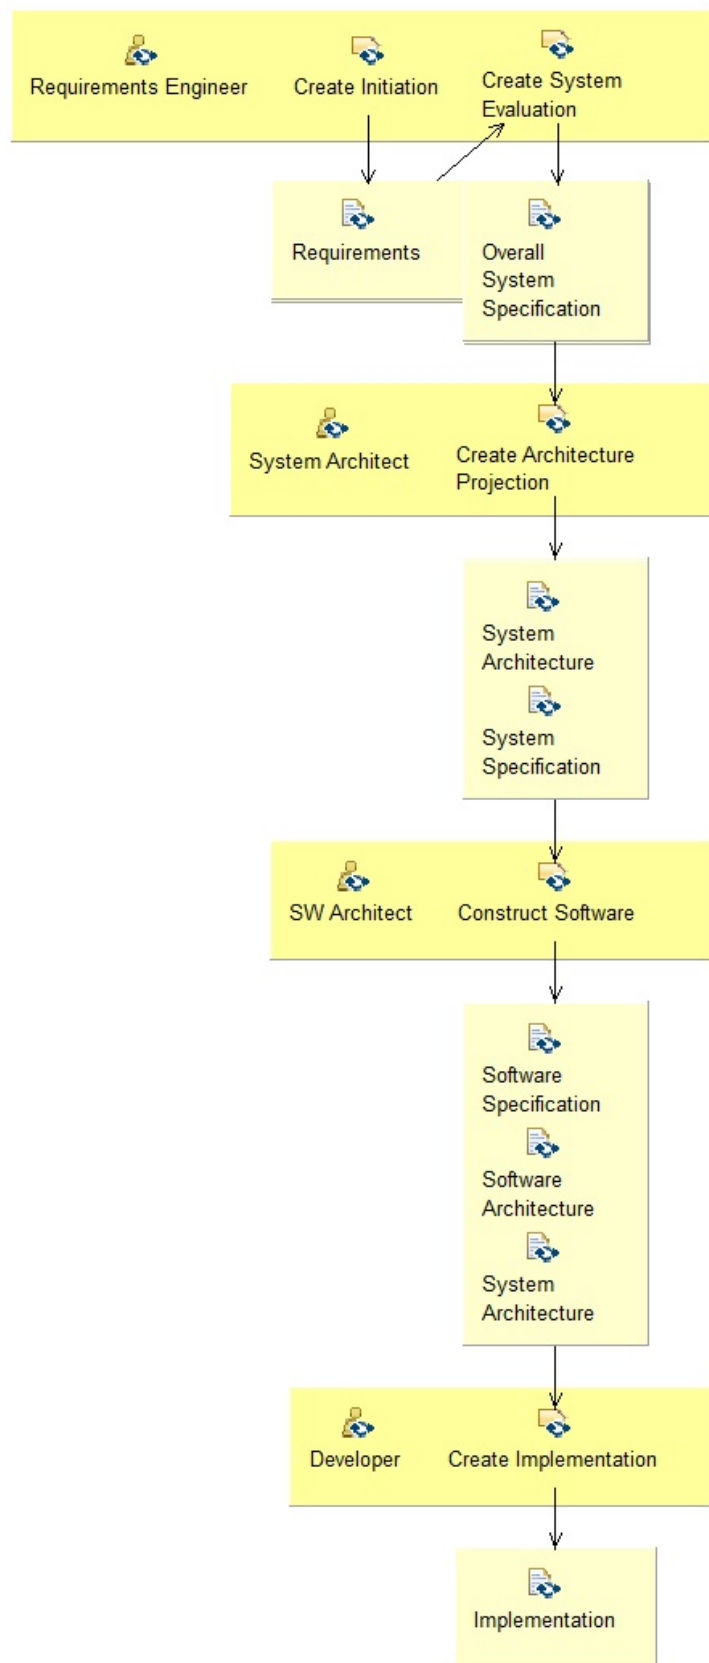 Requirements Engineer
Create Initiation
Create System
Evaluation
Requirements
Overall
System
Specification
System Architect
Create Architecture
Projection
System
Architecture
System
Specification
SW Architect
Construct Software
Software
Specification
Software
Architecture
System
Architecture
Developer
Create Implementation
Implementation